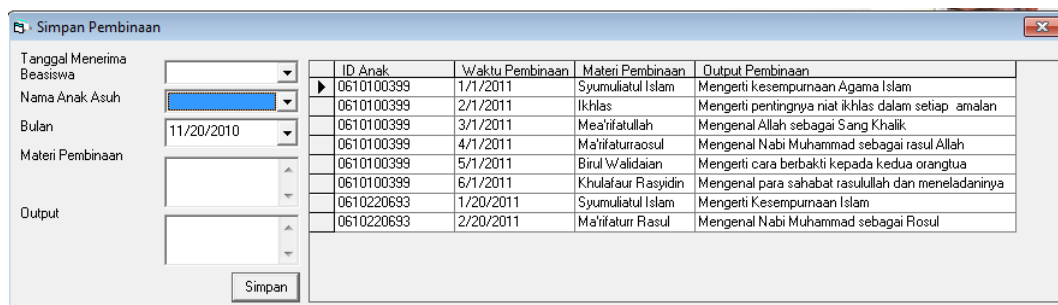 Simpan Pembinaan
Tanggal Menerima
Beasiswa
Nama Anak Asuh
Bulan
11/20/2010
Materi Pembinaan
Output
Simpan
ID Anak Waktu Pembinaan Materi Pembinaan Output Pembinaan
0610100399 1/1/2011 Syumuliatul Islam Mengerti kesempurnaan Agama Islam
0610100399 2/1/2011 Ikhlas Mengerti pentingnya niat ikhlas dalam setiap amalan
0610100399 3/1/2011 Mea'rifatullah Mengenal Allah sebagai Sang Khalik
0610100399 4/1/2011 Ma'rifaturraosul Mengenal Nabi Muhammad sebagai rasul Allah
0610100399 5/1/2011 Birul Walidaian Mengerti cara berbakti kepada kedua orangtua
0610100399 6/1/2011 Khulafaur Rasyidin Mengenal para sahabat rasulullah dan meneladaninya
0610220693 1/20/2011 Syumuliatul Islam Mengerti Kesempurnaan Islam
0610220693 2/20/2011 Ma'rifaturr Rasul Mengenal Nabi Muhammad sebagai Rosul